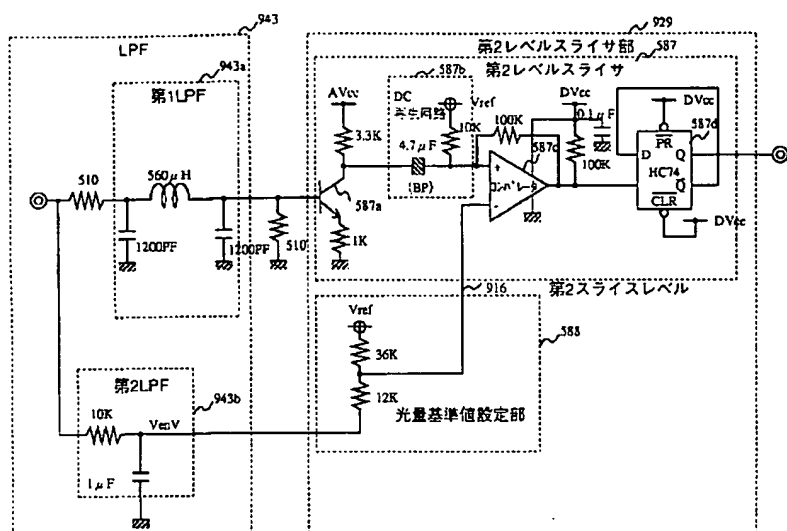 943
929
LPF
第2レベルスライサ部
587
943a
第2レベルスライサ
587b
第1LPF
DC
再生回路
AVcc
Vref
DVcc
DVcc
3.3K
10K
100K
0.1μF
587d
4.7μF
587c
100K
PR
D
Q
HC74
Q
CLR
DVcc
510
560μH
コンパレータ
+
-
(BP)
587a
1200PF
1200PF
510
1K
第2スライスレベル
916
Vref
588
36K
12K
光量基準値設定部
第2LPF
943b
10K
VenV
1μF